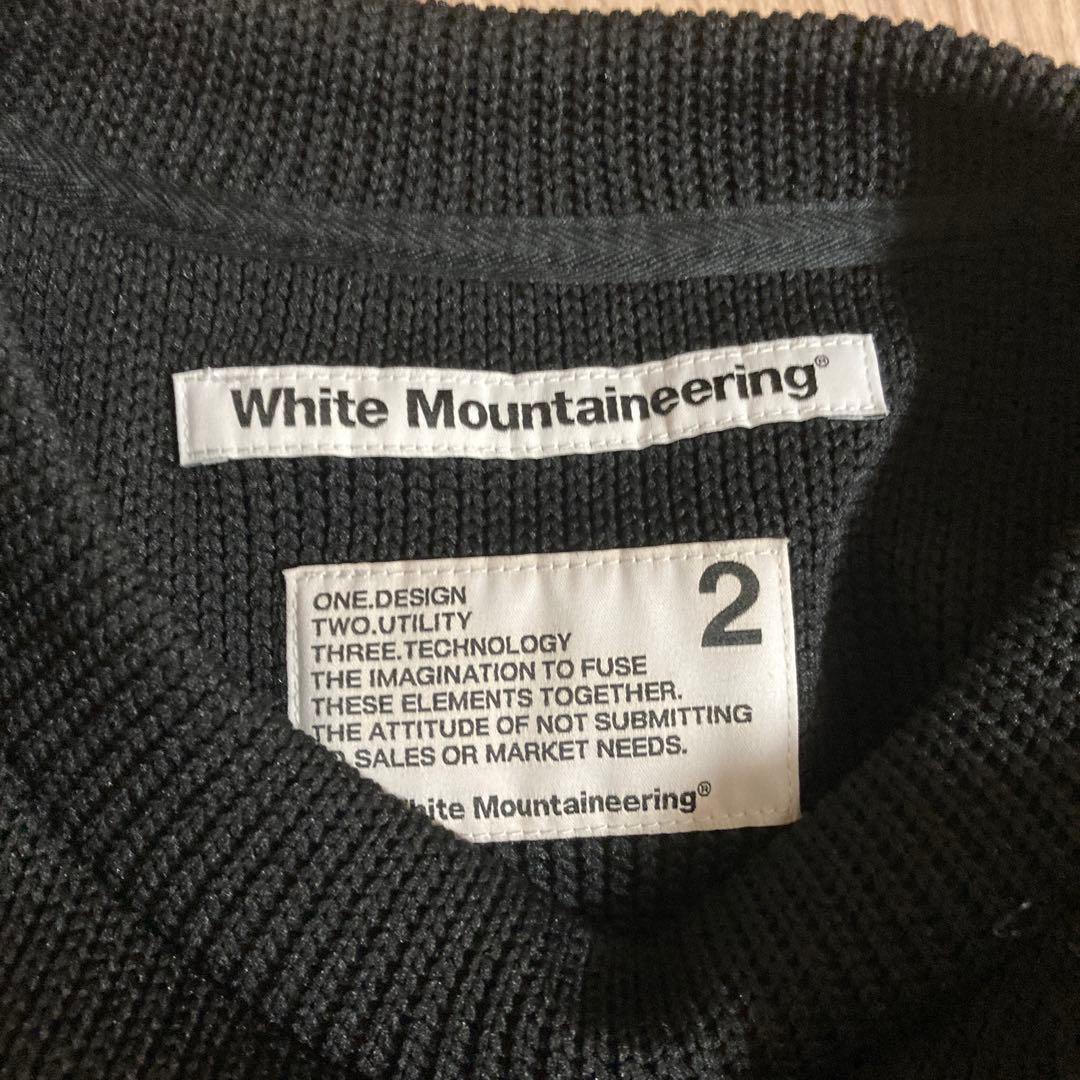 White Mountaineering®
2
ONE.DESIGN
TWO.UTILITY
THREE.TECHNOLOGY
THE IMAGINATION TO FUSE
THESE ELEMENTS TOGETHER.
THE ATTITUDE OF NOT SUBMITTING
SALES OR MARKET NEEDS.
White Mountaineering®